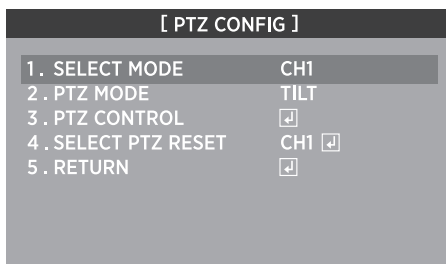 [ PTZ CONFIG ]
1. SELECT MODE CH1
2. PTZ MODE TILT
3. PTZ CONTROL ↵
4. SELECT PTZ RESET CH1 ↵
5. RETURN ↵